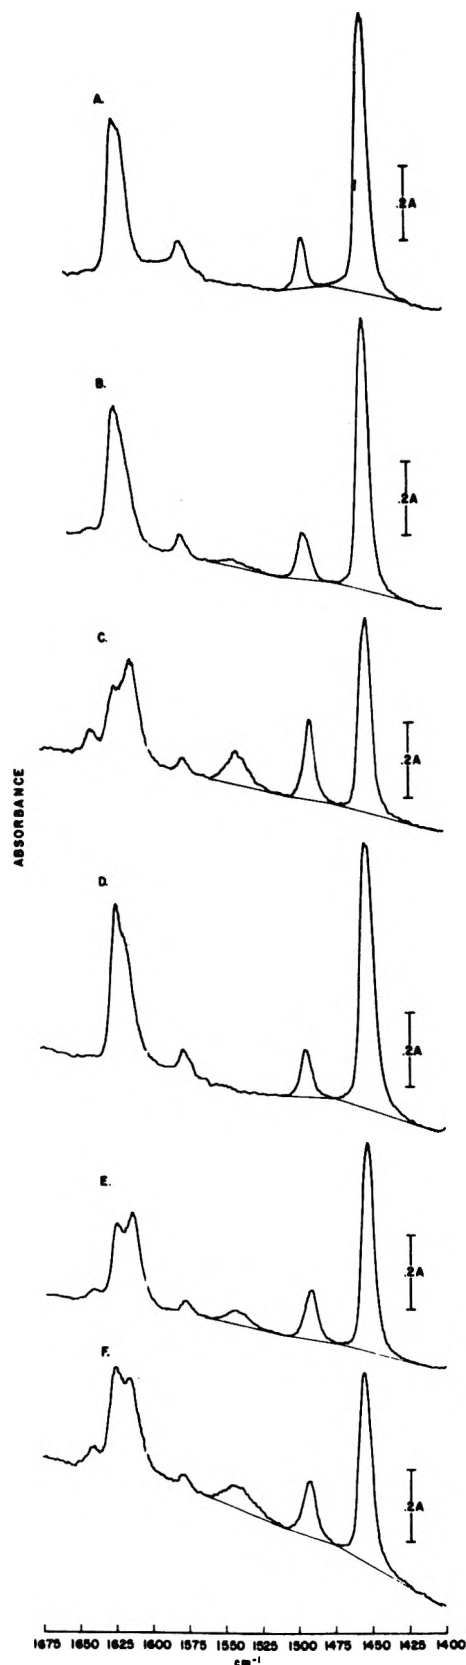 A.
.2A
B.
.2A
C.
.2A
ABSORBANCE
D.
.2A
E.
.2A
F.
.2A
1675 1650 1625 1600 1575 1550 1525 1500 1475 1450 1425 1400
cm⁻¹